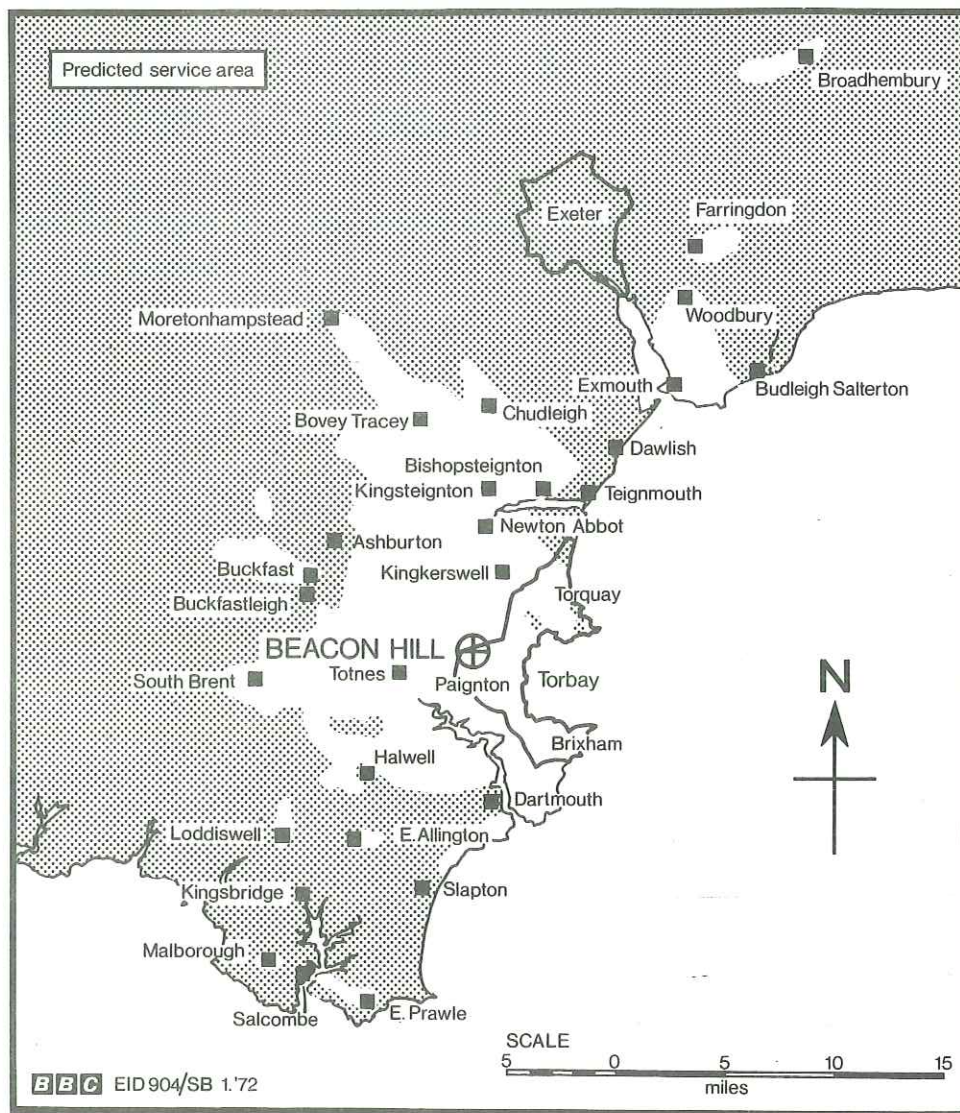 Predicted service area
Broadhembury
Exeter
Farringdon
Moretonhampstead
Woodbury
Exmouth
Budleigh Salterton
Chudleigh
Bovey Tracey
Dawlish
Bishopsteignton
Kingsteignton
Teignmouth
Newton Abbot
Ashburton
Buckfast
Kingkerswell
Buckfastleigh
Torquay
BEACON HILL
Totnes
South Brent
Paignton
Torbay
N
Brixham
Halwell
Dartmouth
Loddiswell
E. Allington
Kingsbridge
Slapton
Malborough
Salcombe
E. Prawle
SCALE
5 0 5 10 15
miles
BBC EID 904/SB 1.'72